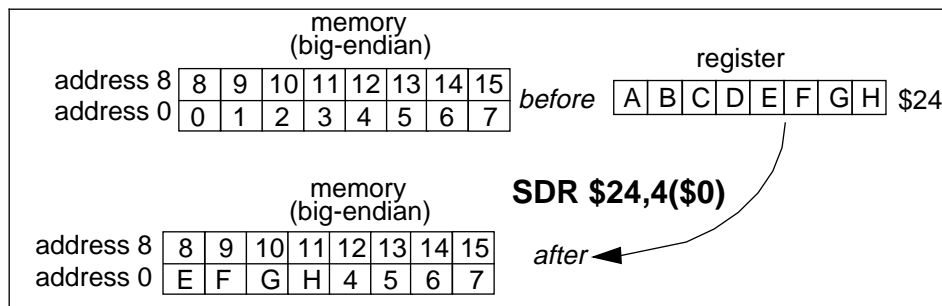 memory
(big-endian)
address 8 8 9 10 11 12 13 14 15
address 0 0 1 2 3 4 5 6 7
before
register
A B C D E F G H $24
SDR $24,4($0)
memory
(big-endian)
address 8 8 9 10 11 12 13 14 15
address 0 E F G H 4 5 6 7
after